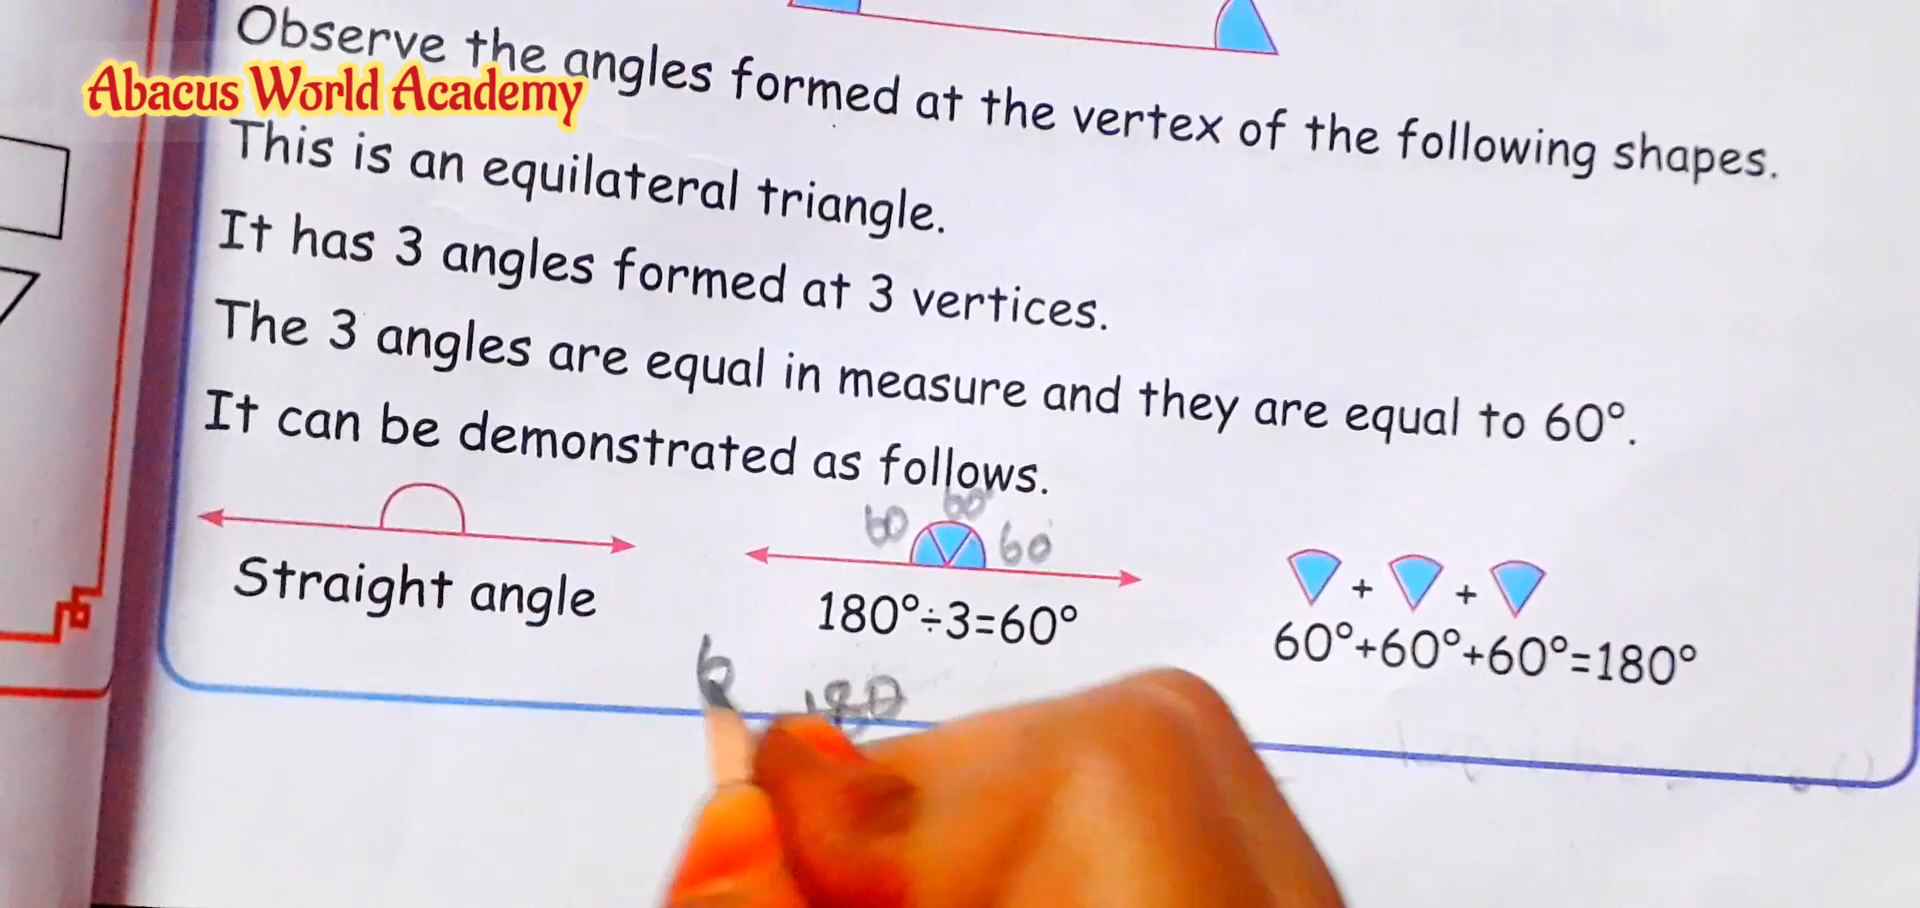 Observe the angles formed at the vertex of the following shapes.
Abacus World Academy
This is an equilateral triangle.
It has 3 angles formed at 3 vertices.
The 3 angles are equal in measure and they are equal to 60°.
It can be demonstrated as follows.
60 60 60
Straight angle
180°÷3=60°
+ +
60°+60°+60°=180°
6 180